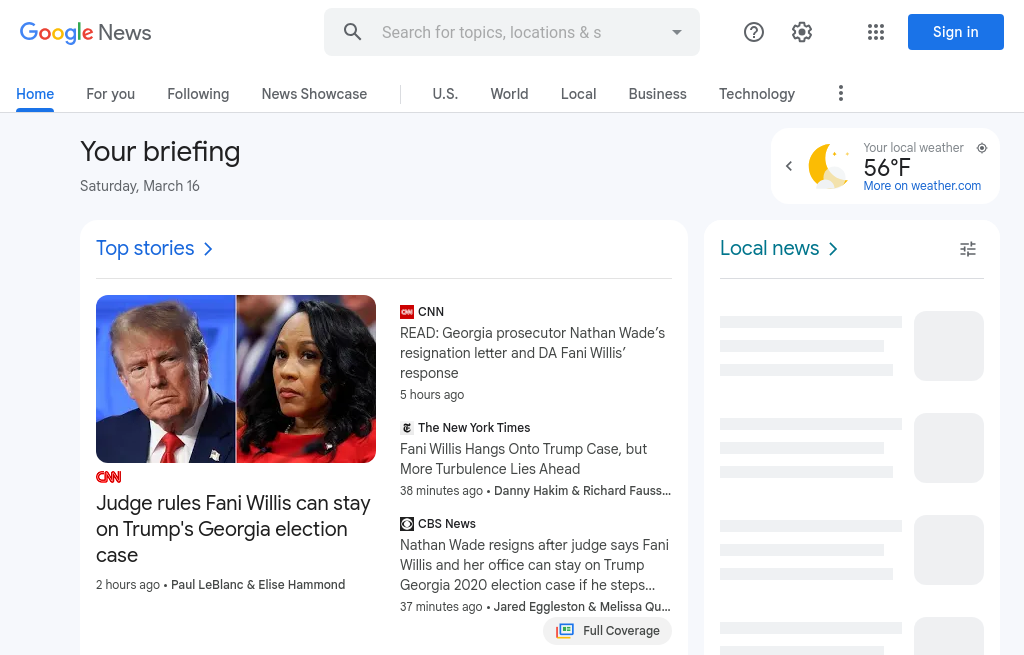 Google News
Search for topics, locations & s
Sign in
Home
For you
Following
News Showcase
U.S.
World
Local
Business
Technology
Your briefing
Saturday, March 16
Your local weather
56°F
More on weather.com
Top stories
CNN
Judge rules Fani Willis can stay
on Trump's Georgia election
case
2 hours ago • Paul LeBlanc & Elise Hammond
CNN
CNN
READ: Georgia prosecutor Nathan Wade’s
resignation letter and DA Fani Willis’
response
5 hours ago
The New York Times
Fani Willis Hangs Onto Trump Case, but
More Turbulence Lies Ahead
38 minutes ago • Danny Hakim & Richard Fauss...
CBS News
Nathan Wade resigns after judge says Fani
Willis and her office can stay on Trump
Georgia 2020 election case if he steps...
37 minutes ago • Jared Eggleston & Melissa Qu...
Full Coverage
Local news